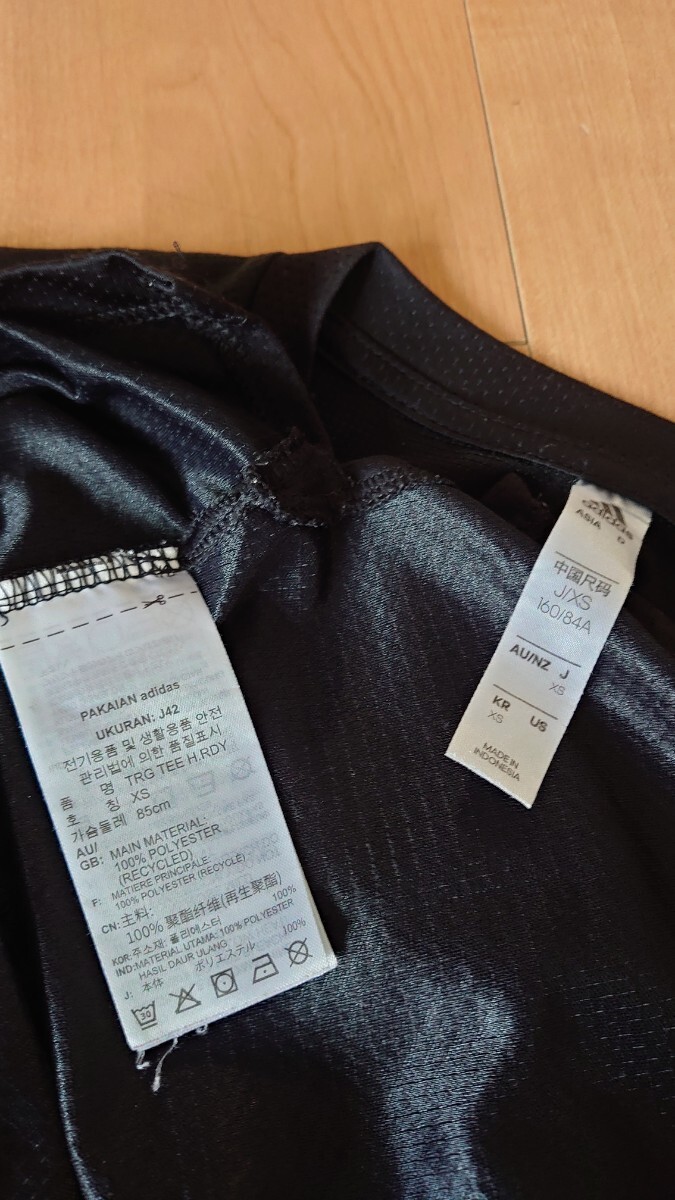 PAKAIAN adidas
UKURAN: J42
전기용품 및 생활용품 안전
관리법에 의한 품질표시
품 명 TRG TEE H.RDY
호 칭 XS
가슴둘레 85cm
AU/
GB: MAIN MATERIAL:
100% POLYESTER
(RECYCLED)
F: MATIERE PRINCIPALE
100% POLYESTER (RECYCLE)
CN: 主料: 100%
100% 聚酯纤维(再生聚酯)
KOR: 주소재: 폴리에스터
IND: MATERIAL UTAMA: 100% POLYESTER
HASIL DAUR ULANG 100%
J: 本体 ポリエステル
30
adidas
ASIA
中国尺码
J/XS
160/84A
AU/NZ J
XS
KR US
XS
MADE IN
INDONESIA